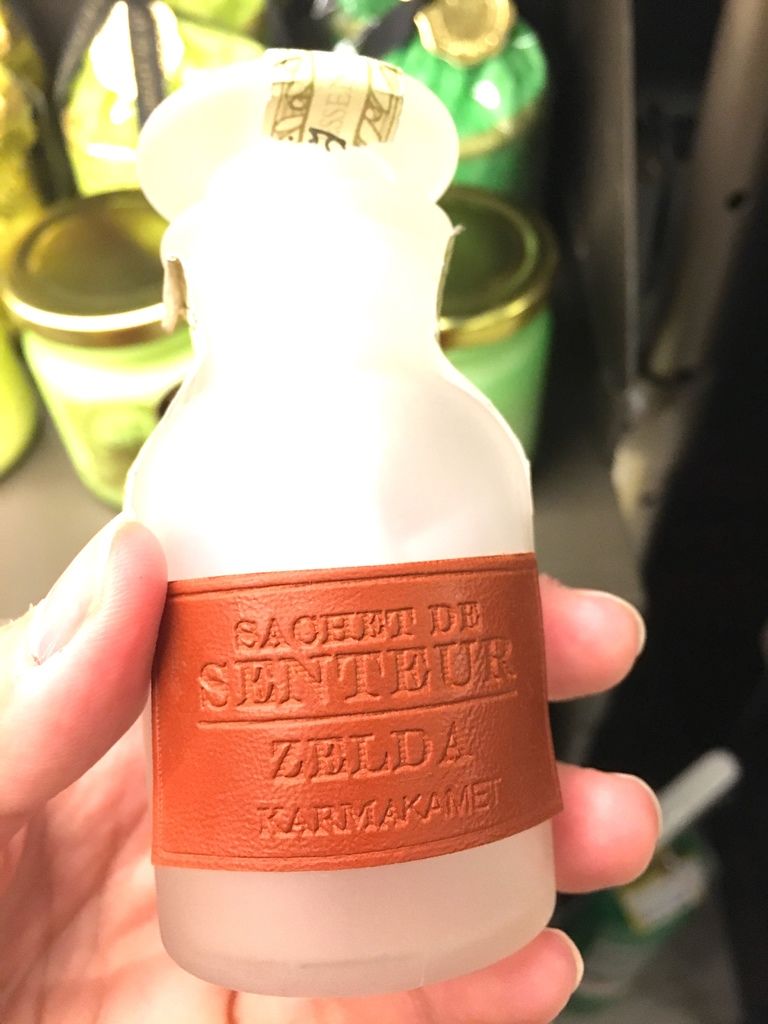 SACHET DE
SENTEUR
ZELDA
KARMAKAMET